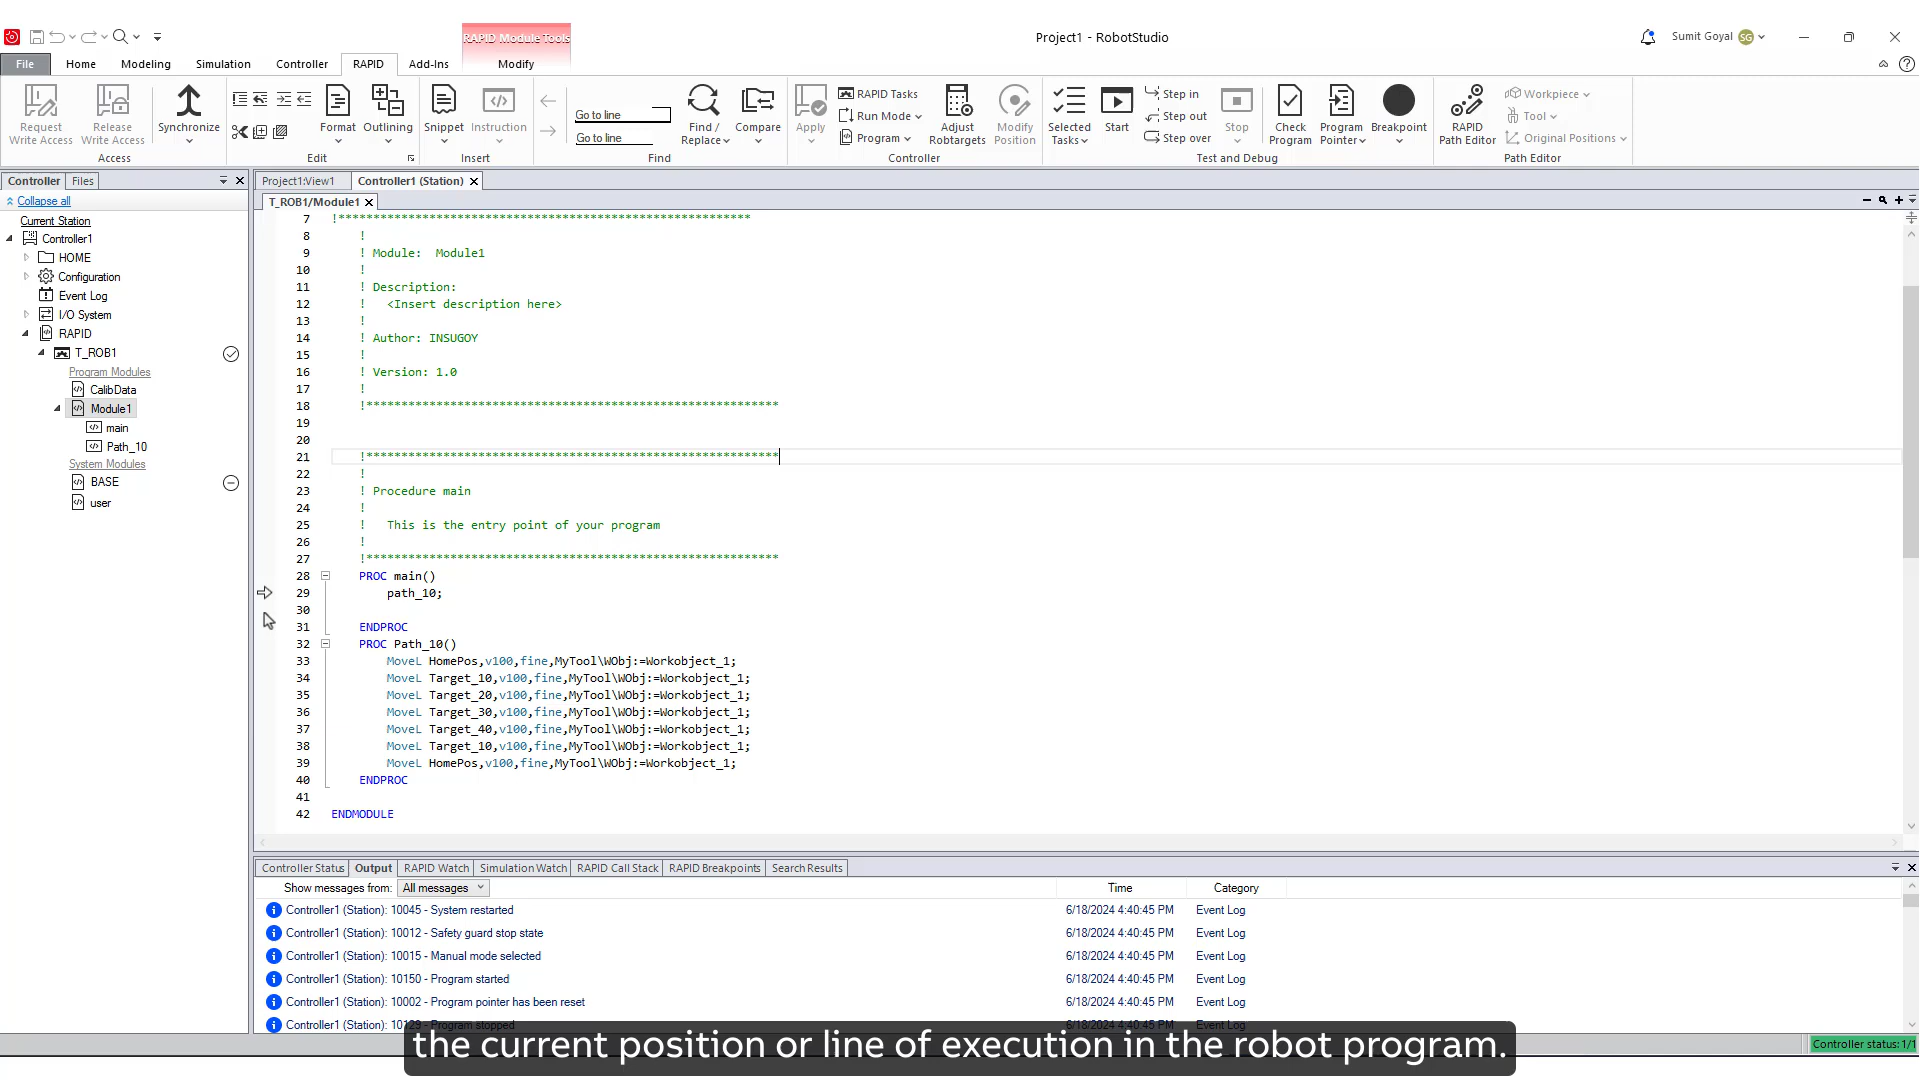 RAPID Module Tools
Project1 - RobotStudio
Sumit Goyal SG
File Home Modeling Simulation Controller RAPID Add-Ins Modify
Request Write Access
Release Write Access
Synchronize
Access
Format
Outlining
Edit
Snippet
Instruction
Insert
Go to line
Go to line
Find / Replace
Compare
Find
Apply
RAPID Tasks
Run Mode
Program
Adjust Robtargets
Modify Position
Controller
Selected Tasks
Start
Step in
Step out
Step over
Stop
Check Program
Program Pointer
Breakpoint
Test and Debug
RAPID Path Editor
Workpiece
Tool
Original Positions
Path Editor
Controller Files
Collapse all
Current Station
Controller1
HOME
Configuration
Event Log
I/O System
RAPID
T_ROB1
Program Modules
CalibData
Module1
main
Path_10
System Modules
BASE
user
Project1:View1 Controller1 (Station)
T_ROB1/Module1
7 !***********************************************************
8 !
9 ! Module:  Module1
10 !
11 ! Description:
12 !   <Insert description here>
13 !
14 ! Author: INSUGOY
15 !
16 ! Version: 1.0
17 !
18 !***********************************************************
19
20
21 !***********************************************************
22 !
23 ! Procedure main
24 !
25 !   This is the entry point of your program
26 !
27 !***********************************************************
28 PROC main()
29 path_10;
30
31 ENDPROC
32 PROC Path_10()
33 MoveL HomePos,v100,fine,MyTool\WObj:=Workobject_1;
34 MoveL Target_10,v100,fine,MyTool\WObj:=Workobject_1;
35 MoveL Target_20,v100,fine,MyTool\WObj:=Workobject_1;
36 MoveL Target_30,v100,fine,MyTool\WObj:=Workobject_1;
37 MoveL Target_40,v100,fine,MyTool\WObj:=Workobject_1;
38 MoveL Target_10,v100,fine,MyTool\WObj:=Workobject_1;
39 MoveL HomePos,v100,fine,MyTool\WObj:=Workobject_1;
40 ENDPROC
41
42 ENDMODULE
Controller Status Output RAPID Watch Simulation Watch RAPID Call Stack RAPID Breakpoints Search Results
Show messages from: All messages Time Category
Controller1 (Station): 10045 - System restarted 6/18/2024 4:40:45 PM Event Log
Controller1 (Station): 10012 - Safety guard stop state 6/18/2024 4:40:45 PM Event Log
Controller1 (Station): 10015 - Manual mode selected 6/18/2024 4:40:45 PM Event Log
Controller1 (Station): 10150 - Program started 6/18/2024 4:40:45 PM Event Log
Controller1 (Station): 10002 - Program pointer has been reset 6/18/2024 4:40:45 PM Event Log
Controller1 (Station): 10129 - Program stopped 6/18/2024 4:40:45 PM Event Log
the current position or line of execution in the robot program.
Controller status: 1/1